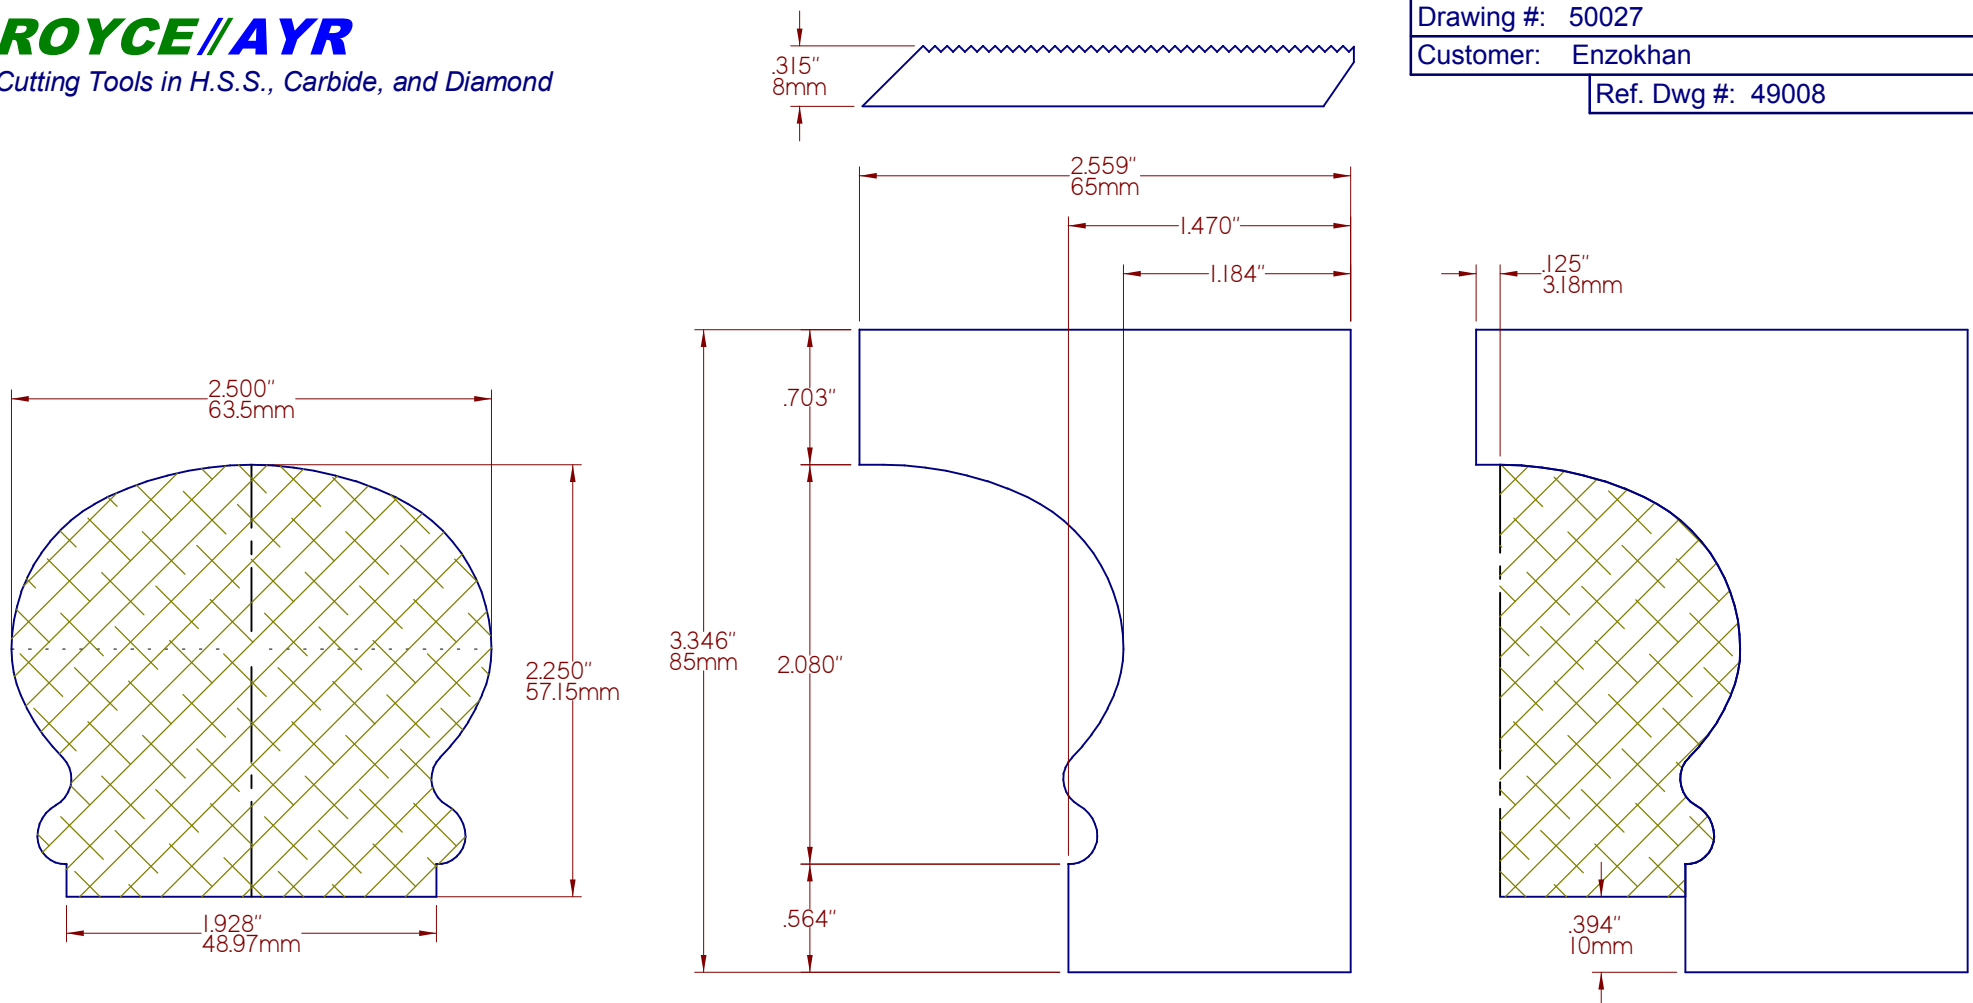 ROYCE//AYR
Cutting Tools in H.S.S., Carbide, and Diamond
Drawing #: 50027
Customer: Enzokhan
Ref. Dwg #: 49008
.315"
8mm
2.559"
65mm
1.470"
1.184"
.125"
3.18mm
2.500"
63.5mm
.703"
3.346"
85mm
2.080"
2.250"
57.15mm
.564"
1.928"
48.97mm
.394"
10mm